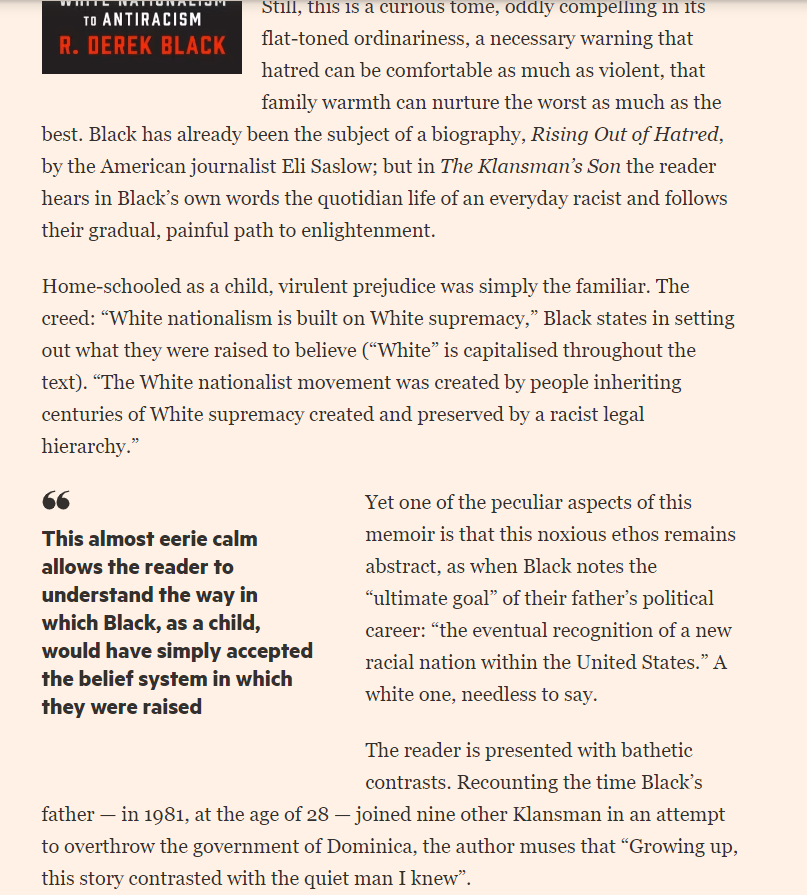 WHITE NATIONALISM
TO ANTIRACISM
R. DEREK BLACK
Still, this is a curious tome, oddly compelling in its
flat-toned ordinariness, a necessary warning that
hatred can be comfortable as much as violent, that
family warmth can nurture the worst as much as the
best. Black has already been the subject of a biography, Rising Out of Hatred,
by the American journalist Eli Saslow; but in The Klansman’s Son the reader
hears in Black’s own words the quotidian life of an everyday racist and follows
their gradual, painful path to enlightenment.
Home-schooled as a child, virulent prejudice was simply the familiar. The
creed: “White nationalism is built on White supremacy,” Black states in setting
out what they were raised to believe (“White” is capitalised throughout the
text). “The White nationalist movement was created by people inheriting
centuries of White supremacy created and preserved by a racist legal
hierarchy.”
“
This almost eerie calm
allows the reader to
understand the way in
which Black, as a child,
would have simply accepted
the belief system in which
they were raised
Yet one of the peculiar aspects of this
memoir is that this noxious ethos remains
abstract, as when Black notes the
“ultimate goal” of their father’s political
career: “the eventual recognition of a new
racial nation within the United States.” A
white one, needless to say.
The reader is presented with bathetic
contrasts. Recounting the time Black’s
father — in 1981, at the age of 28 — joined nine other Klansman in an attempt
to overthrow the government of Dominica, the author muses that “Growing up,
this story contrasted with the quiet man I knew”.